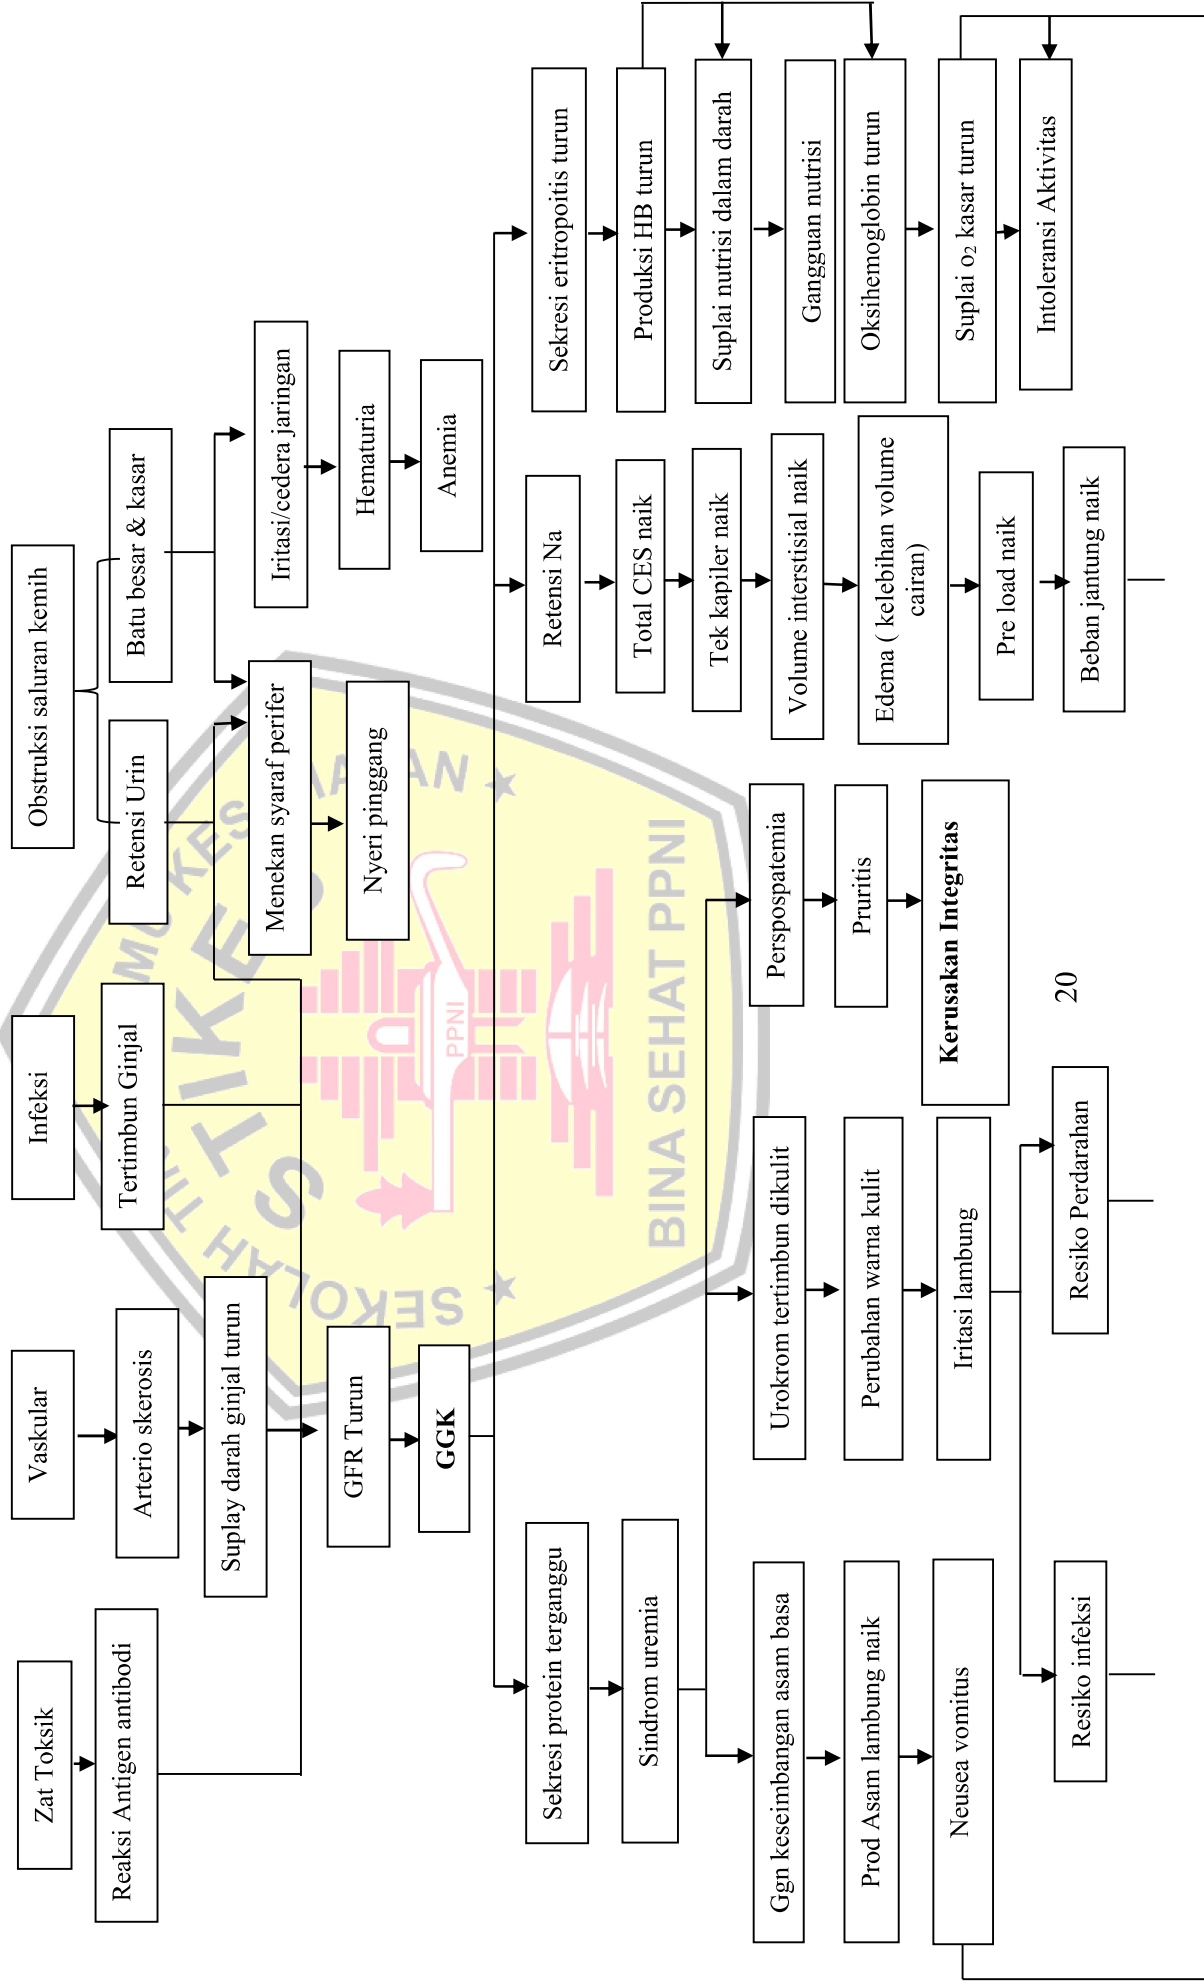 Zat Toksik
Vaskular
Infeksi
Obstruksi saluran kemih
Reaksi Antigen antibodi
Arterio skerosis
Tertimbun Ginjal
Retensi Urin
Batu besar & kasar
Suplay darah ginjal turun
Menekan syaraf perifer
Iritasi/cedera jaringan
GFR Turun
Nyeri pinggang
Hematuria
GGK
Anemia
Sekresi protein terganggu
Retensi Na
Sekresi eritropoitis turun
Sindrom uremia
Total CES naik
Produksi HB turun
Tek kapiler naik
Suplai nutrisi dalam darah
Ggn keseimbangan asam basa
Urokrom tertimbun dikulit
Perspospatemia
Volume interstisial naik
Gangguan nutrisi
Prod Asam lambung naik
Perubahan warna kulit
Pruritis
Edema ( kelebihan volume
cairan)
Oksihemoglobin turun
Neusea vomitus
Iritasi lambung
Kerusakan Integritas
Pre load naik
Suplai o₂ kasar turun
Resiko infeksi
Resiko Perdarahan
Beban jantung naik
Intoleransi Aktivitas
20
STIKES
PPNI
BINA SEHAT PPNI